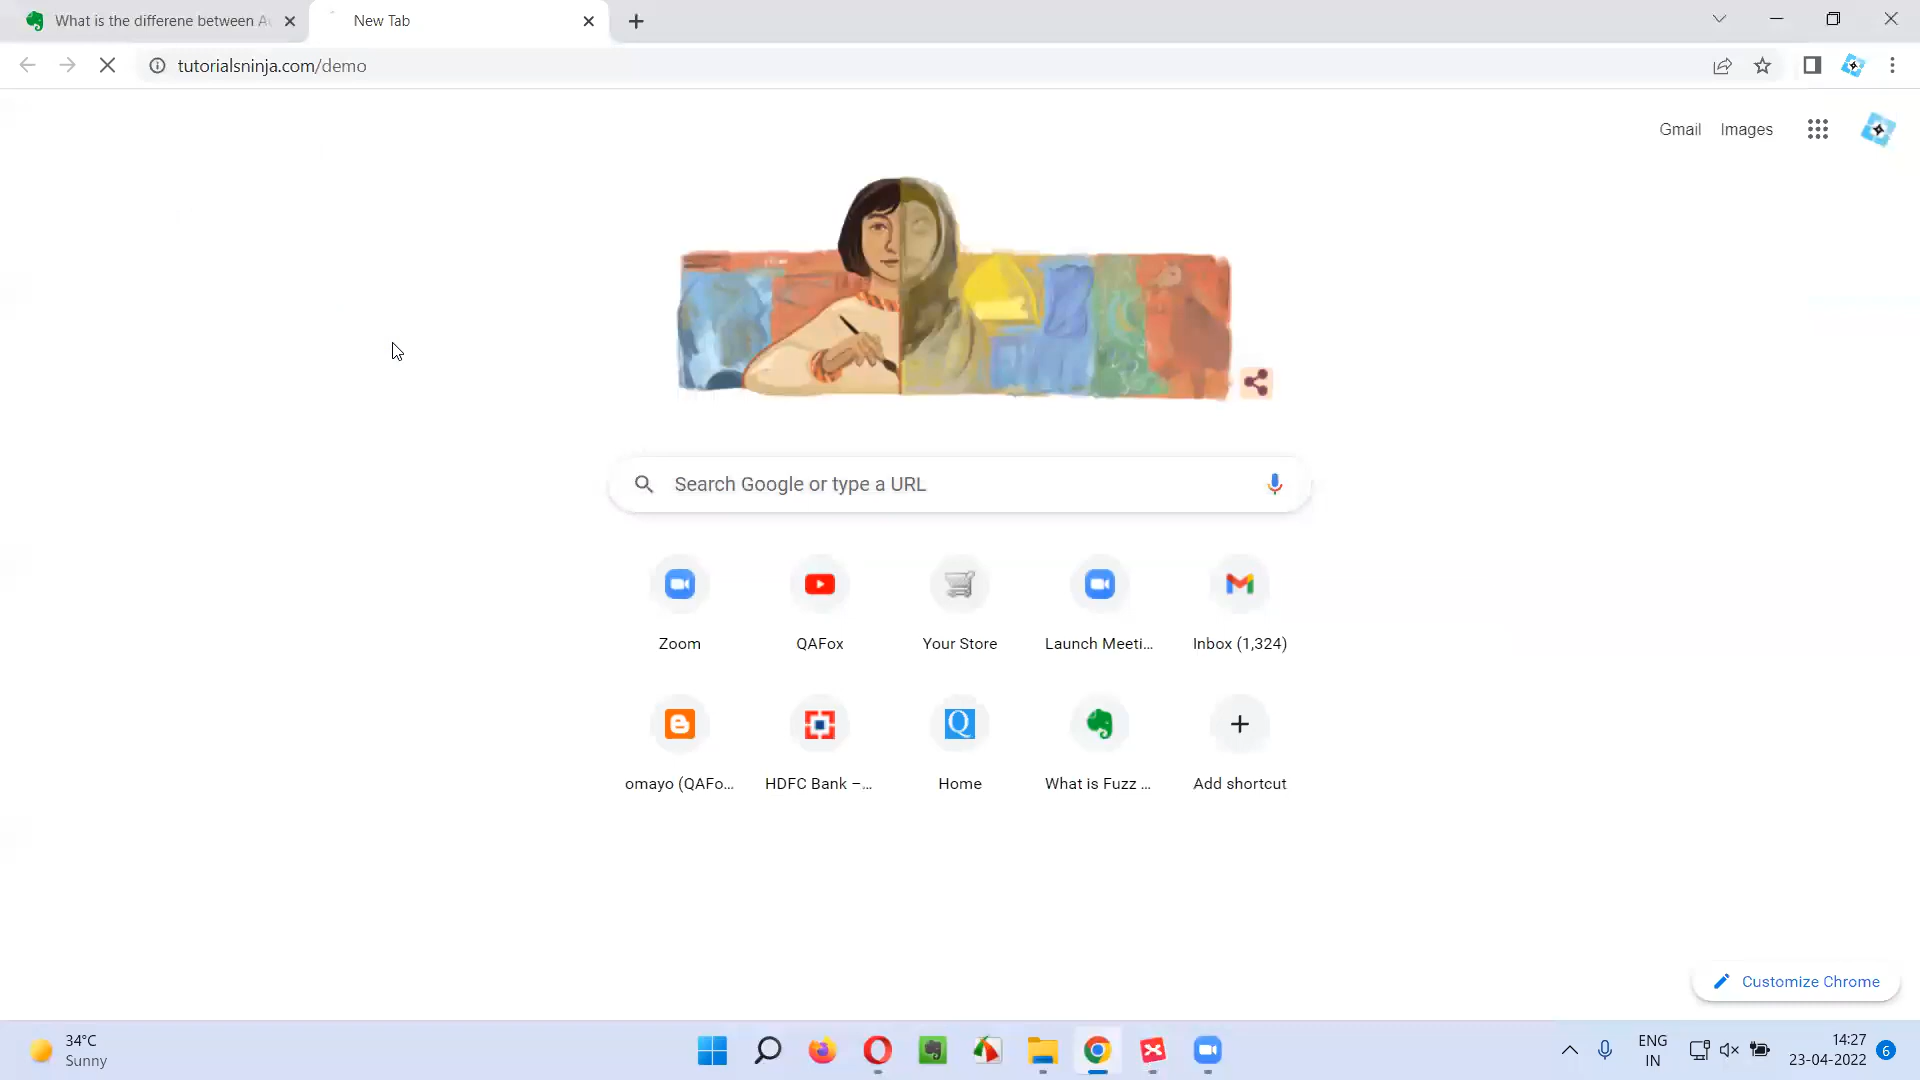 What is the differene between Au
New Tab
tutorialsninja.com/demo
Gmail Images
Search Google or type a URL
Zoom
QAFox
Your Store
Launch Meeti...
Inbox (1,324)
omayo (QAFo...
HDFC Bank –...
Home
What is Fuzz ...
Add shortcut
Customize Chrome
34°C
Sunny
ENG
IN
14:27
23-04-2022
6